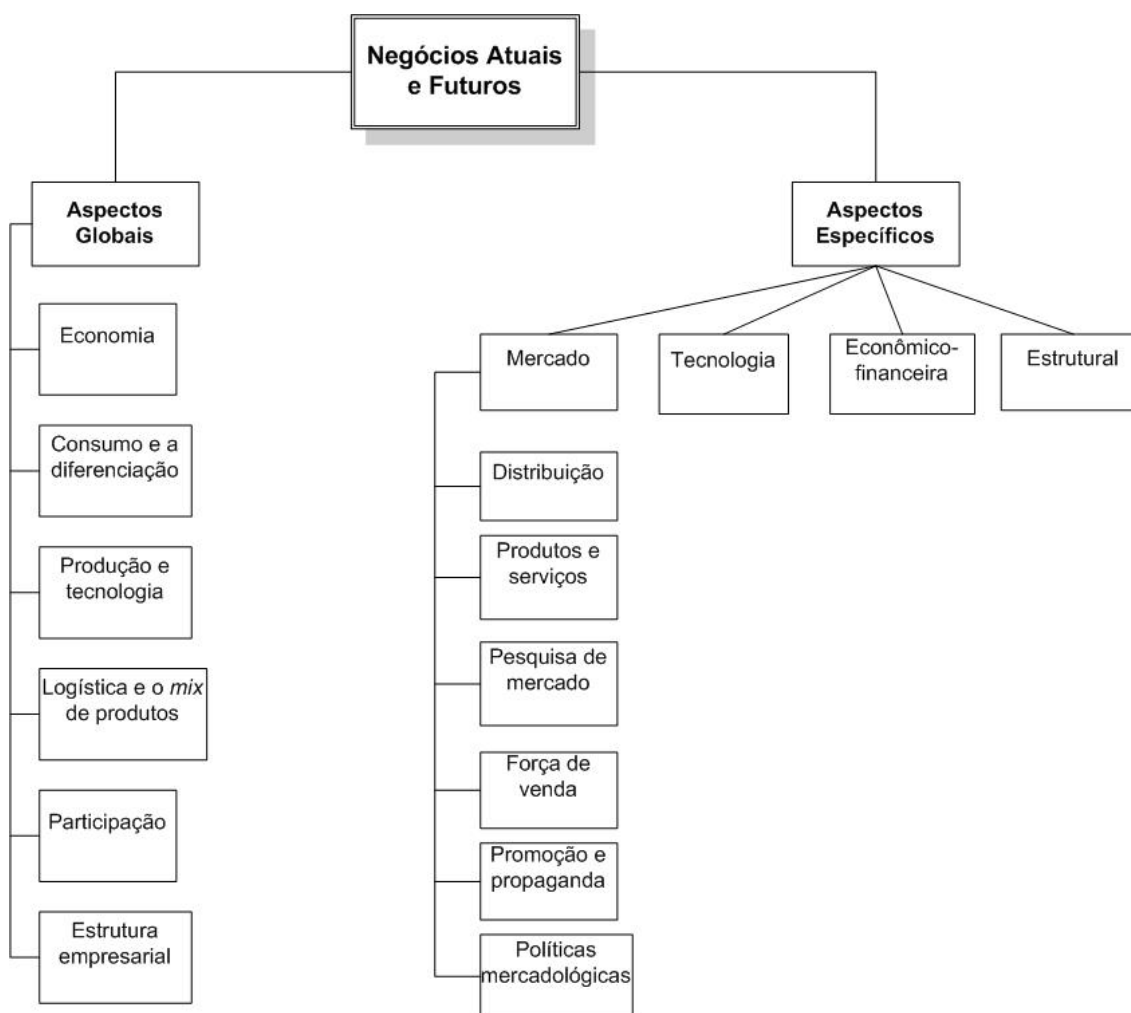 Negócios Atuais
e Futuros
Aspectos
Globais
Economia
Consumo e a
diferenciação
Produção e
tecnologia
Logística e o mix
de produtos
Participação
Estrutura
empresarial
Aspectos
Específicos
Mercado
Tecnologia
Econômico-
financeira
Estrutural
Distribuição
Produtos e
serviços
Pesquisa de
mercado
Força de
venda
Promoção e
propaganda
Políticas
mercadológicas